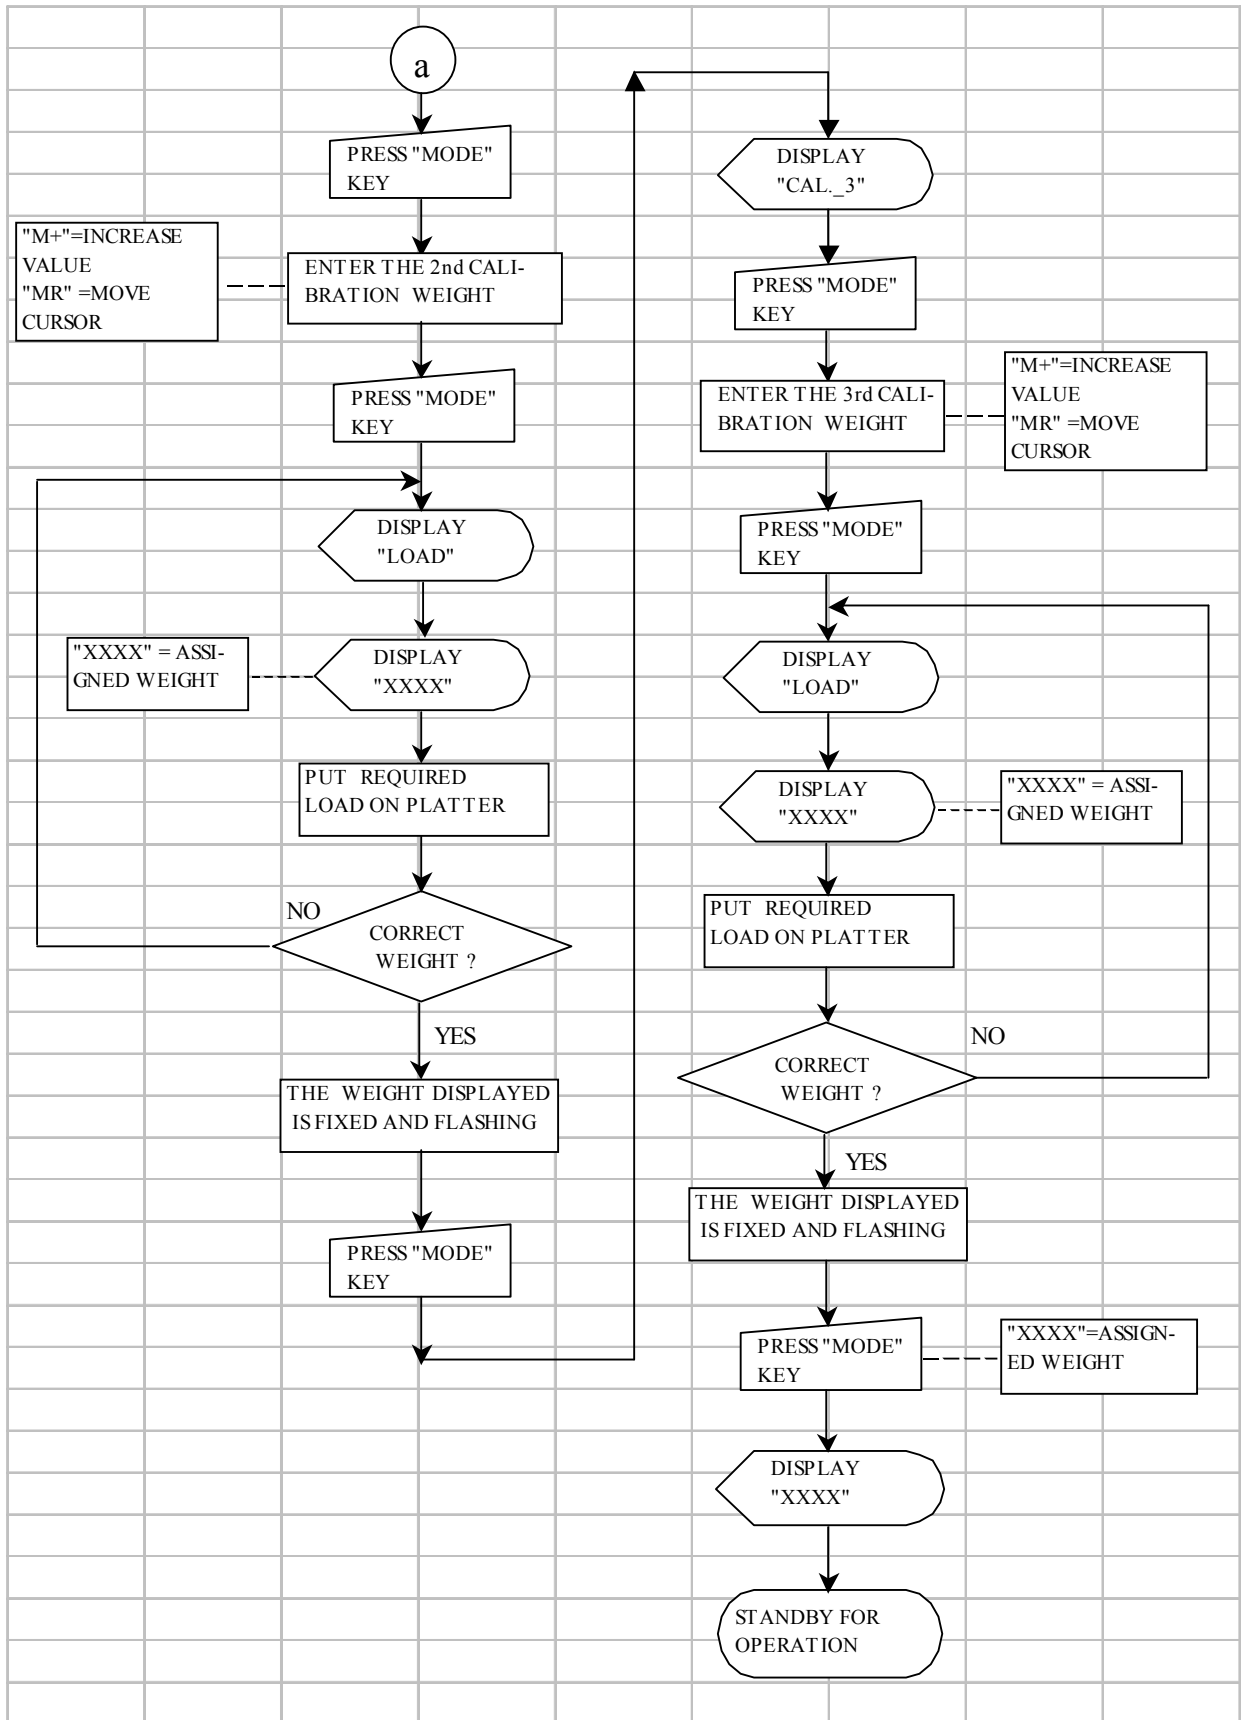 a
PRESS "MODE"
KEY
"M+"=INCREASE
VALUE
"MR" =MOVE
CURSOR
ENTER THE 2nd CALI-
BRATION WEIGHT
PRESS "MODE"
KEY
DISPLAY
"LOAD"
"XXXX" = ASSI-
GNED WEIGHT
DISPLAY
"XXXX"
PUT REQUIRED
LOAD ON PLATTER
NO
CORRECT
WEIGHT ?
YES
THE WEIGHT DISPLAYED
IS FIXED AND FLASHING
PRESS "MODE"
KEY
DISPLAY
"CAL._3"
PRESS "MODE"
KEY
ENTER THE 3rd CALI-
BRATION WEIGHT
"M+"=INCREASE
VALUE
"MR" =MOVE
CURSOR
PRESS "MODE"
KEY
DISPLAY
"LOAD"
DISPLAY
"XXXX"
"XXXX" = ASSI-
GNED WEIGHT
PUT REQUIRED
LOAD ON PLATTER
CORRECT
WEIGHT ?
NO
YES
THE WEIGHT DISPLAYED
IS FIXED AND FLASHING
PRESS "MODE"
KEY
"XXXX"=ASSIGN-
ED WEIGHT
DISPLAY
"XXXX"
STANDBY FOR
OPERATION